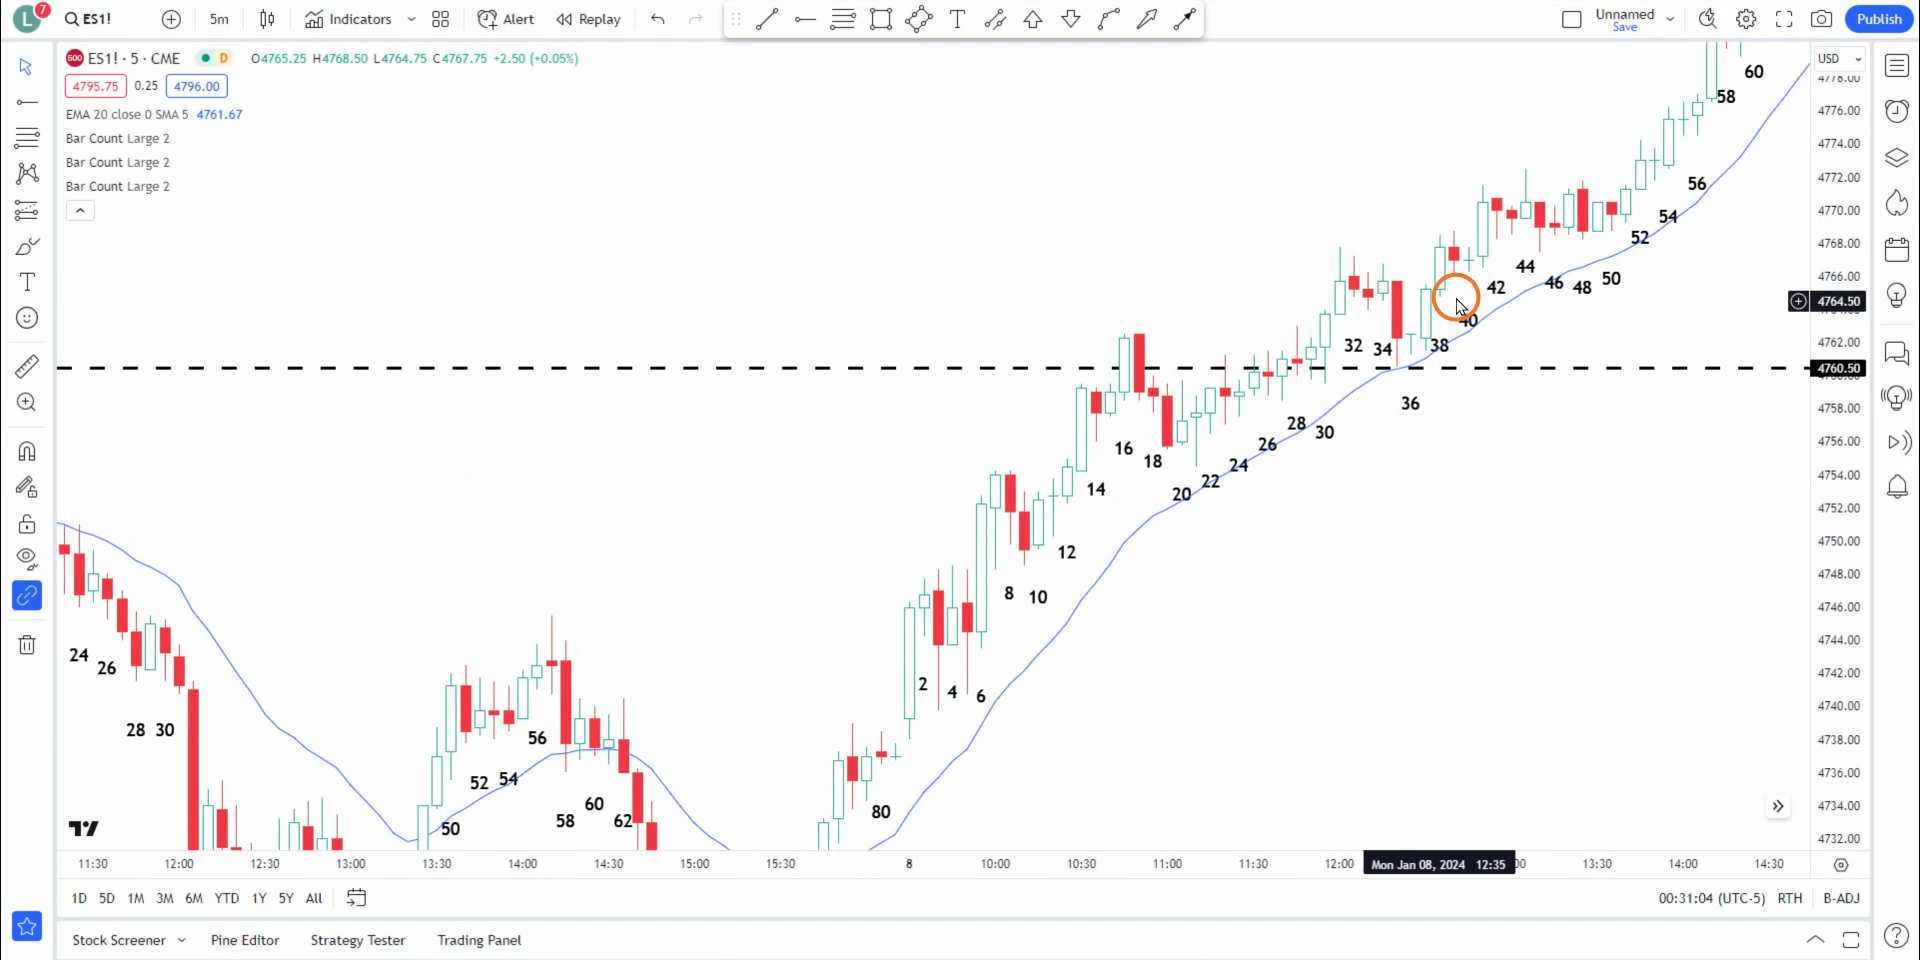 L 7 ES1! 5m Indicators Alert Replay Unnamed Save Publish
500 ES1! · 5 · CME D O4765.25 H4768.50 L4764.75 C4767.75 +2.50 (+0.05%)
4795.75 0.25 4796.00
EMA 20 close 0 SMA 5 4761.67
Bar Count Large 2
Bar Count Large 2
Bar Count Large 2
USD
4778.00
4776.00
4774.00
4772.00
4770.00
4768.00
4766.00
4764.50
4762.00
4760.50
4758.00
4756.00
4754.00
4752.00
4750.00
4748.00
4746.00
4744.00
4742.00
4740.00
4738.00
4736.00
4734.00
4732.00
24 26 28 30 50 52 54 56 58 60 62 80
2 4 6 8 10 12 14 16 18 20 22 24 26 28 30 32 34 36 38 40 42 44 46 48 50 52 54 56 58 60
11:30 12:00 12:30 13:00 13:30 14:00 14:30 15:00 15:30 8 10:00 10:30 11:00 11:30 12:00 Mon Jan 08, 2024 12:35 13:30 14:00 14:30
1D 5D 1M 3M 6M YTD 1Y 5Y All 00:31:04 (UTC-5) RTH B-ADJ
Stock Screener Pine Editor Strategy Tester Trading Panel